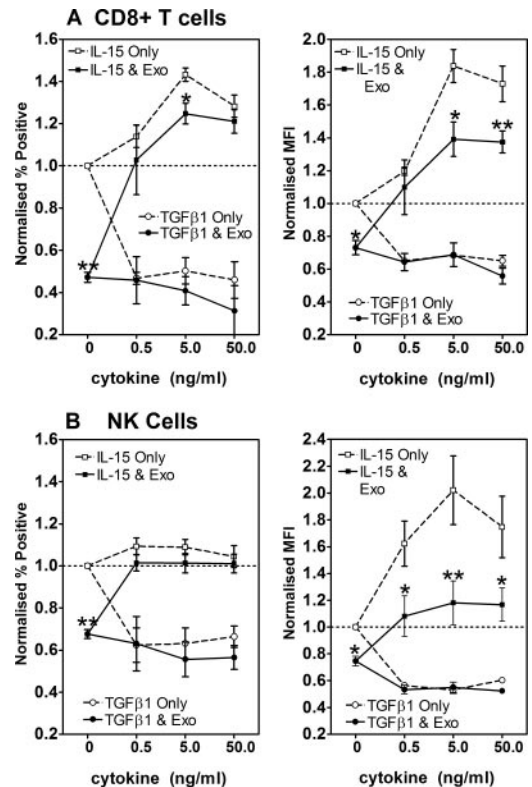 A CD8+ T cells
Normalised % Positive
1.6
1.4
1.2
1.0
0.8
0.6
0.4
0.2
IL-15 Only
IL-15 & Exo
*
**
TGFβ1 Only
TGFβ1 & Exo
0 0.5 5.0 50.0
cytokine (ng/ml)
Normalised MFI
2.0
1.8
1.6
1.4
1.2
1.0
0.8
0.6
0.4
0.2
IL-15 Only
IL-15 &
Exo
*
**
*
TGFβ1 Only
TGFβ1 & Exo
0 0.5 5.0 50.0
cytokine (ng/ml)
B NK Cells
Normalised % Positive
1.6
1.4
1.2
1.0
0.8
0.6
0.4
0.2
IL-15 Only
IL-15 & Exo
**
TGFβ1 Only
TGFβ1 & Exo
0 0.5 5.0 50.0
cytokine (ng/ml)
Normalised MFI
2.4
2.2
2.0
1.8
1.6
1.4
1.2
1.0
0.8
0.6
0.4
0.2
IL-15 Only
IL-15 &
Exo
*
**
*
*
TGFβ1 Only
TGFβ1 & Exo
0 0.5 5.0 50.0
cytokine (ng/ml)